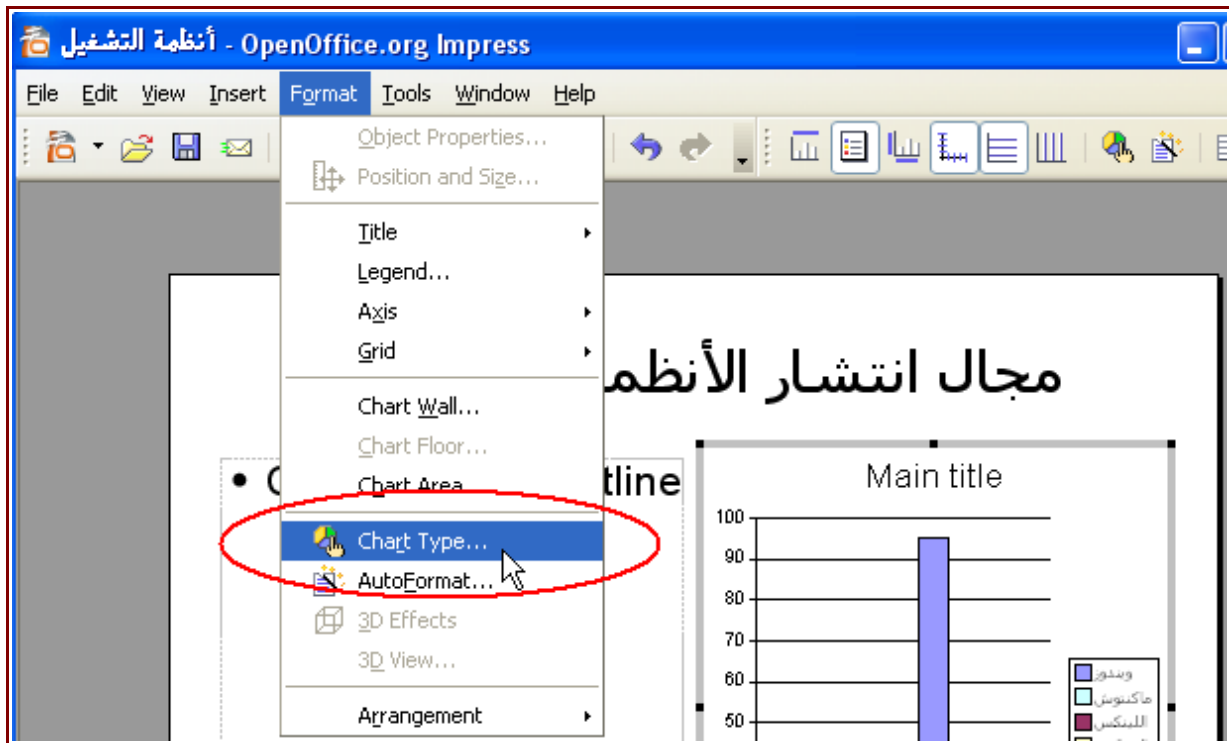 أنظمة التشغيل - OpenOffice.org Impress
File Edit View Insert Format Tools Window Help
Object Properties...
Position and Size...
Title
Legend...
Axis
Grid
Chart Wall...
Chart Floor...
Chart Area...
Chart Type...
AutoFormat...
3D Effects
3D View...
Arrangement
مجال انتشار الأنظم
tline
Main title
100
90
80
70
60
50
ويندوز
ماكنتوش
اللينكس